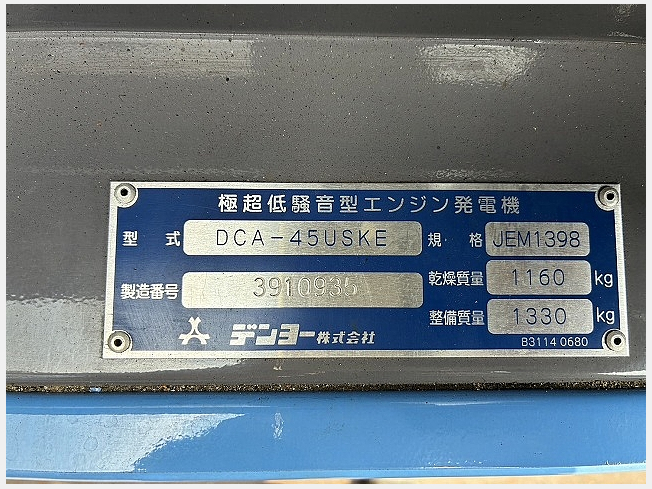 極超低騒音型エンジン発電機
型式 DCA-45USKE 規格 JEM1398
製造番号 3910935 乾燥質量 1160 kg
整備質量 1330 kg
デンヨー株式会社
B3114 0680